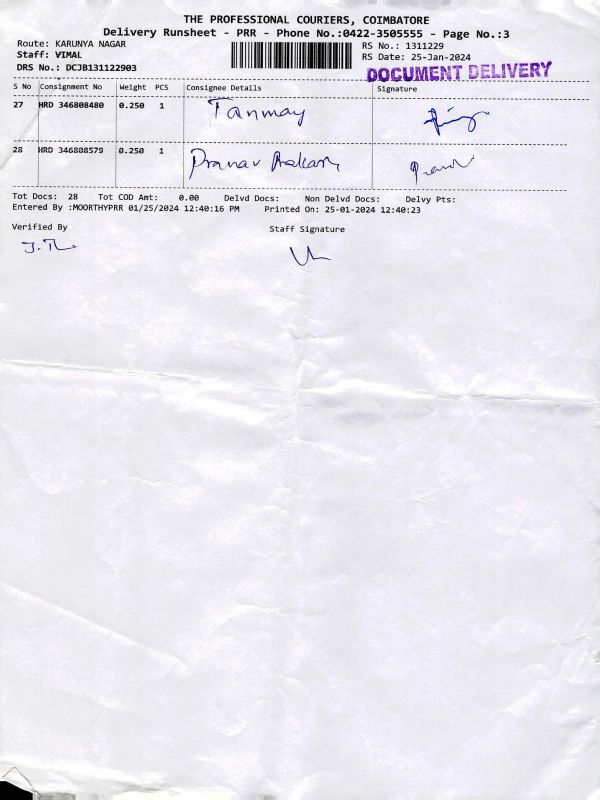 THE PROFESSIONAL COURIERS, COIMBATORE
Delivery Runsheet - PRR - Phone No.:0422-3505555 - Page No.:3
Route: KARUNYA NAGAR
RS No.: 1311229
Staff: VIMAL
RS Date: 25-Jan-2024
DRS No.: DCJB131122903
DOCUMENT DELIVERY
S No Consignment No Weight PCS Consignee Details Signature
27 HRD 346808480 0.250 1 Tanmay
28 HRD 346808579 0.250 1 Pranav
Tot Docs: 28 Tot COD Amt: 0.00 Delvd Docs: Non Delvd Docs: Delvy Pts:
Entered By :MOORTHYPRR 01/25/2024 12:40:16 PM Printed On: 25-01-2024 12:40:23
Verified By Staff Signature